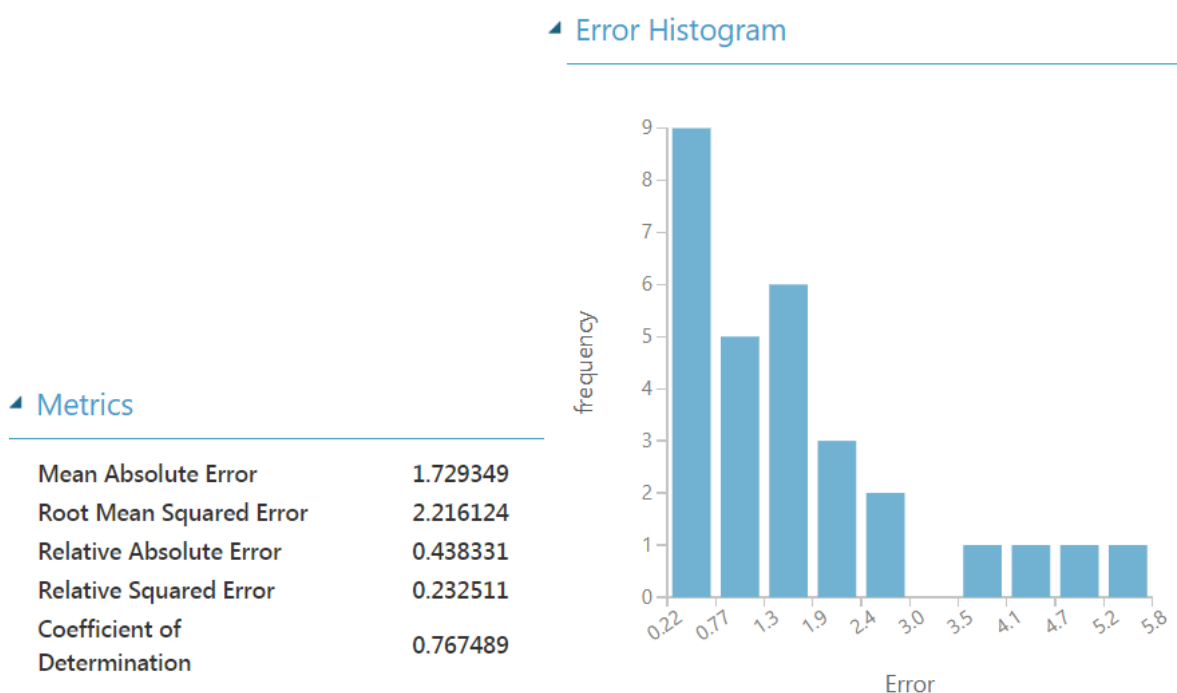 Error Histogram
9
8
7
6
5
4
3
2
1
0
frequency
0.22 0.77 1.3 1.9 2.4 3.0 3.5 4.1 4.7 5.2 5.8
Error
Metrics
Mean Absolute Error 1.729349
Root Mean Squared Error 2.216124
Relative Absolute Error 0.438331
Relative Squared Error 0.232511
Coefficient of
Determination 0.767489